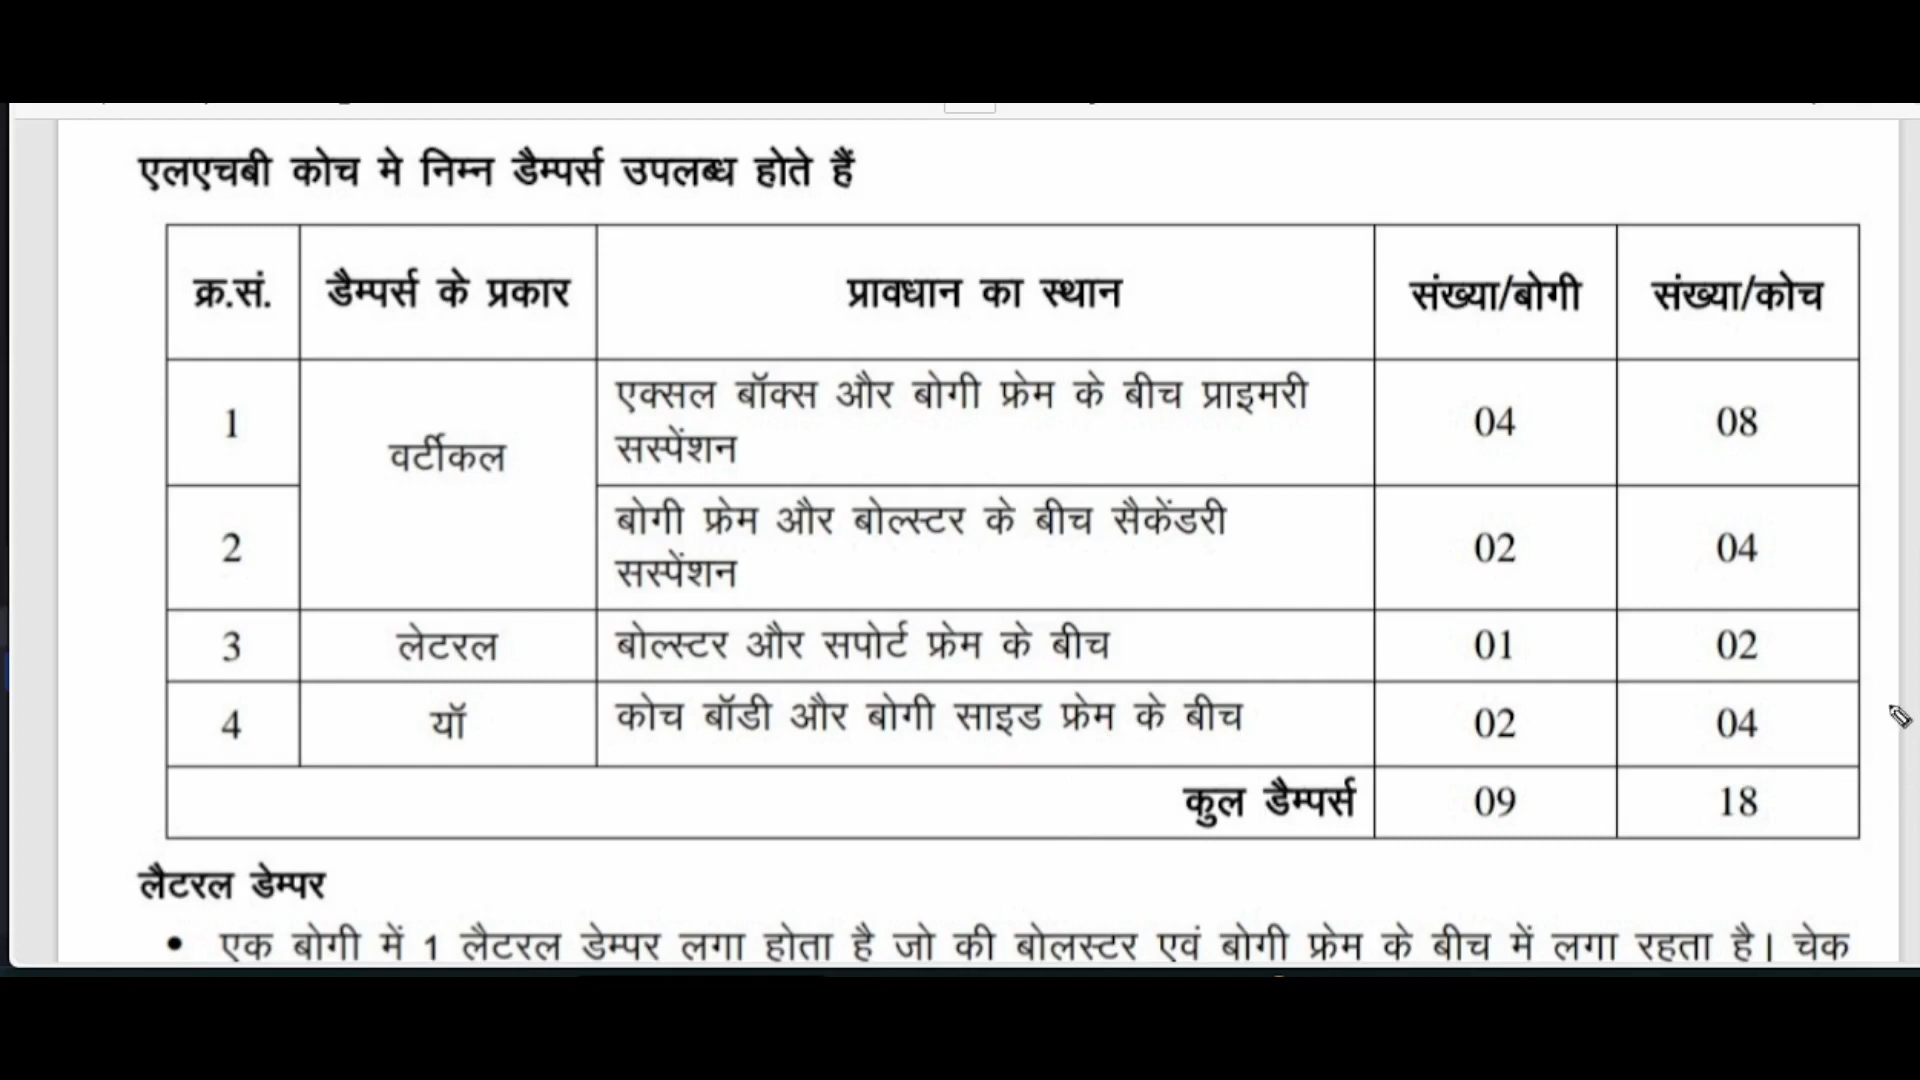 एलएचबी कोच मे निम्न डैम्पर्स उपलब्ध होते हैं
क्र.सं. डैम्पर्स के प्रकार प्रावधान का स्थान संख्या/बोगी संख्या/कोच
1 वर्टीकल एक्सल बॉक्स और बोगी फ्रेम के बीच प्राइमरी 04 08
सस्पेंशन
2 बोगी फ्रेम और बोल्स्टर के बीच सैकेंडरी 02 04
सस्पेंशन
3 लेटरल बोल्स्टर और सपोर्ट फ्रेम के बीच 01 02
4 यॉ कोच बॉडी और बोगी साइड फ्रेम के बीच 02 04
कुल डैम्पर्स 09 18
लैटरल डेम्पर
• एक बोगी में 1 लैटरल डेम्पर लगा होता है जो की बोलस्टर एवं बोगी फ्रेम के बीच में लगा रहता है। चेक